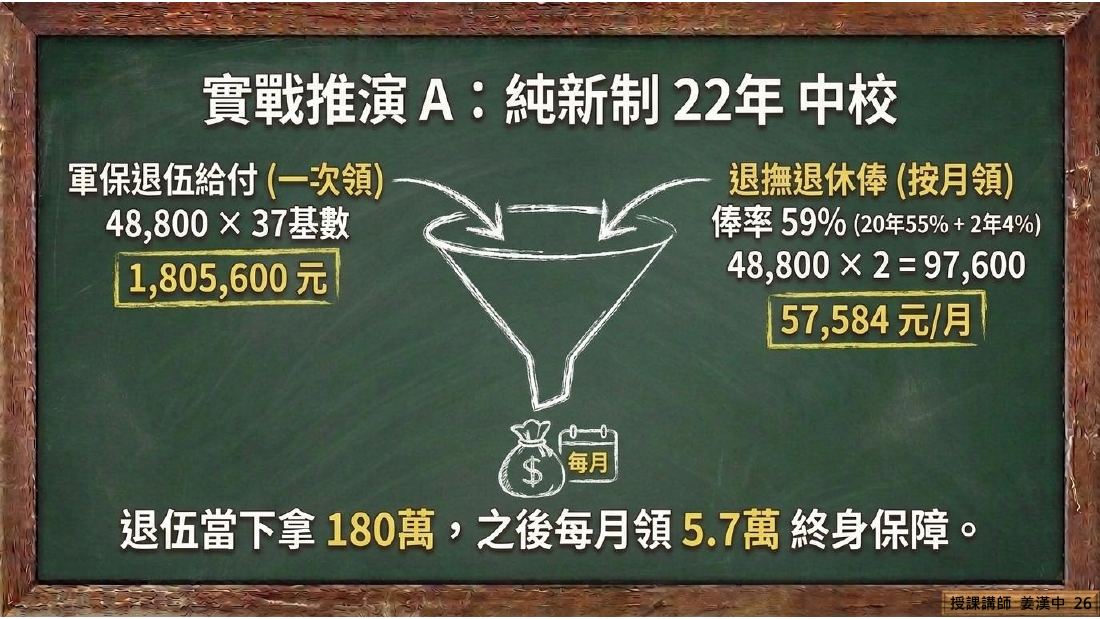 實戰推演 A：純新制 22年 中校
軍保退伍給付 (一次領)
48,800 × 37基數
1,805,600 元
退撫退休俸 (按月領)
俸率 59% (20年55% + 2年4%)
48,800 × 2 = 97,600
57,584 元/月
$
每月
退伍當下拿 180萬，之後每月領 5.7萬 終身保障。
授課講師 姜漢中 26